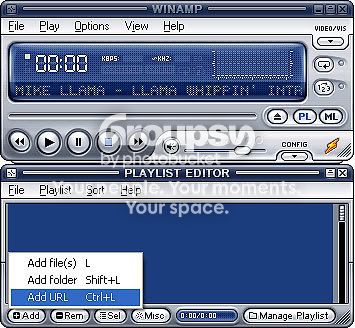 WINAMP
File Play Options View Help
VIDEO/VIS
00:00
KBPS: KHZ:
MIKE LLAMA - LLAMA WHIPPIN' INTR
PL ML
CONFIG
Groupsy
by photobucket
Your people. Your moments.
Your space.
PLAYLIST EDITOR
File Playlist Sort Help
Add file(s) L
Add folder Shift+L
Add URL Ctrl+L
Add Rem Sel Misc 0:00/0:00 Manage Playlist